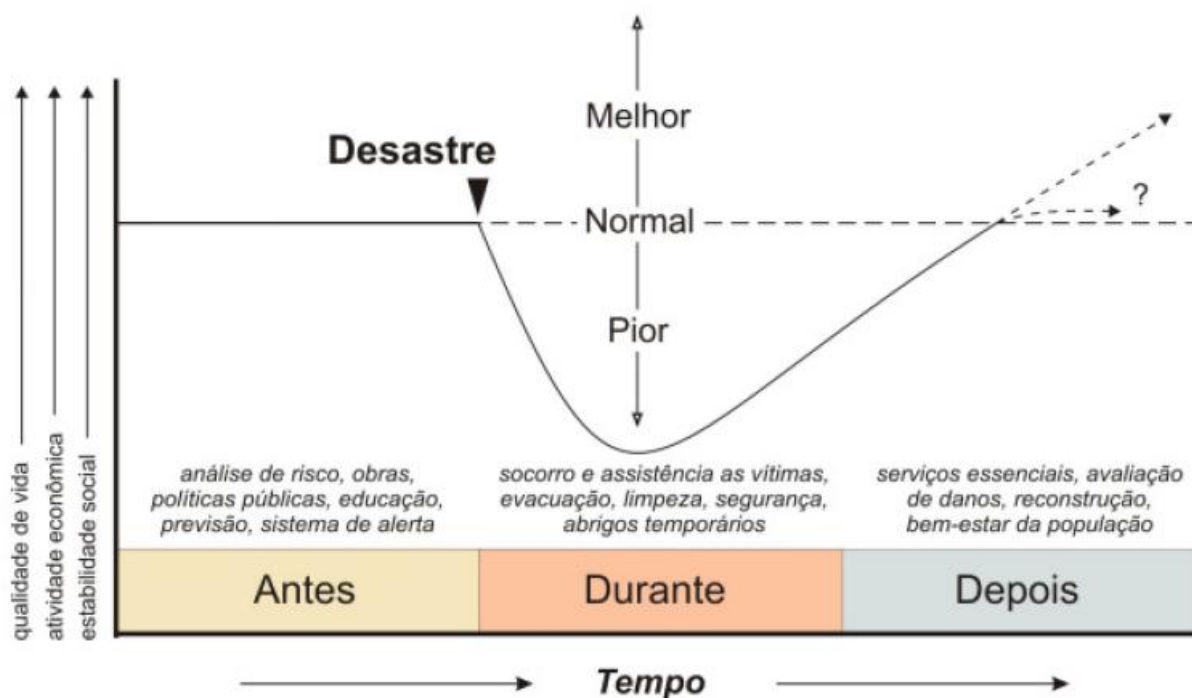 Melhor
Desastre
?
Normal
Pior
qualidade de vida
atividade econômica
estabilidade social
análise de risco, obras,
políticas públicas, educação,
previsão, sistema de alerta
socorro e assistência as vítimas,
evacuação, limpeza, segurança,
abrigos temporários
serviços essenciais, avaliação
de danos, reconstrução,
bem-estar da população
Antes
Durante
Depois
Tempo